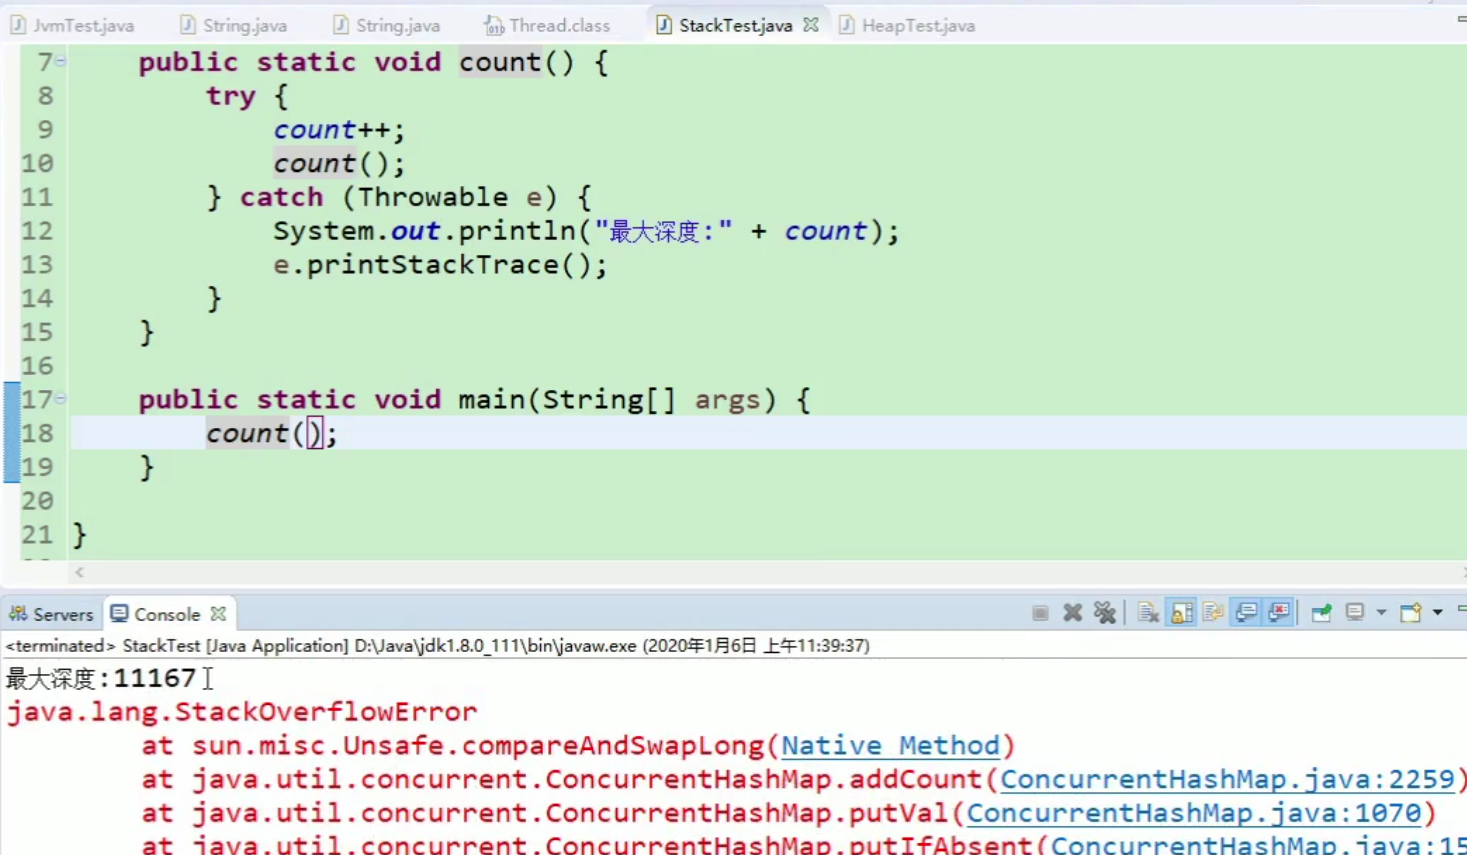 JvmTest.java String.java String.java Thread.class StackTest.java HeapTest.java
7 public static void count() {
8 try {
9 count++;
10 count();
11 } catch (Throwable e) {
12 System.out.println("最大深度:" + count);
13 e.printStackTrace();
14 }
15 }
16
17 public static void main(String[] args) {
18 count();
19 }
20
21 }
Servers Console
<terminated> StackTest [Java Application] D:\Java\jdk1.8.0_111\bin\javaw.exe (2020年1月6日 上午11:39:37)
最大深度:11167
java.lang.StackOverflowError
at sun.misc.Unsafe.compareAndSwapLong(Native Method)
at java.util.concurrent.ConcurrentHashMap.addCount(ConcurrentHashMap.java:2259)
at java.util.concurrent.ConcurrentHashMap.putVal(ConcurrentHashMap.java:1070)
at java.util.concurrent.ConcurrentHashMap.putIfAbsent(ConcurrentHashMap.java:15